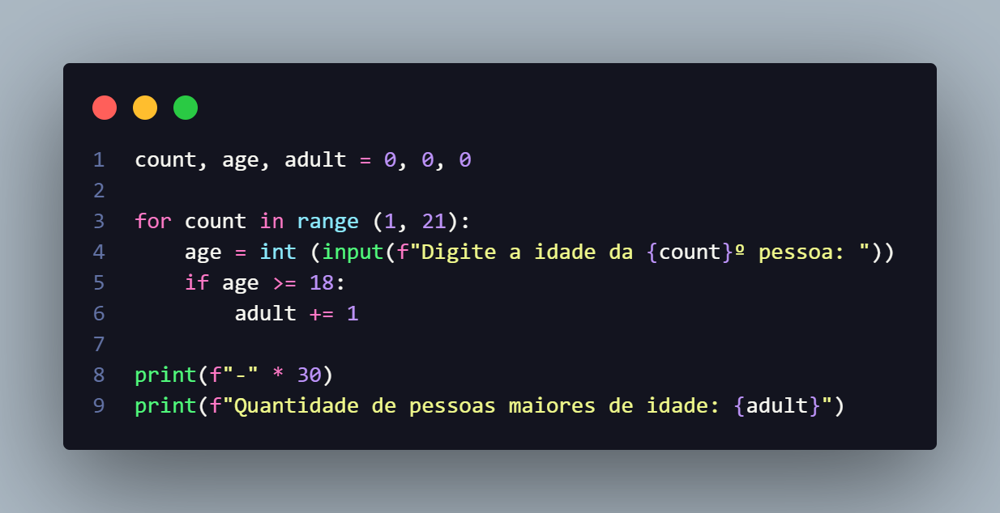 1 count, age, adult = 0, 0, 0
2
3 for count in range (1, 21):
4     age = int (input(f"Digite a idade da {count}º pessoa: "))
5     if age >= 18:
6         adult += 1
7
8 print(f"-" * 30)
9 print(f"Quantidade de pessoas maiores de idade: {adult}")